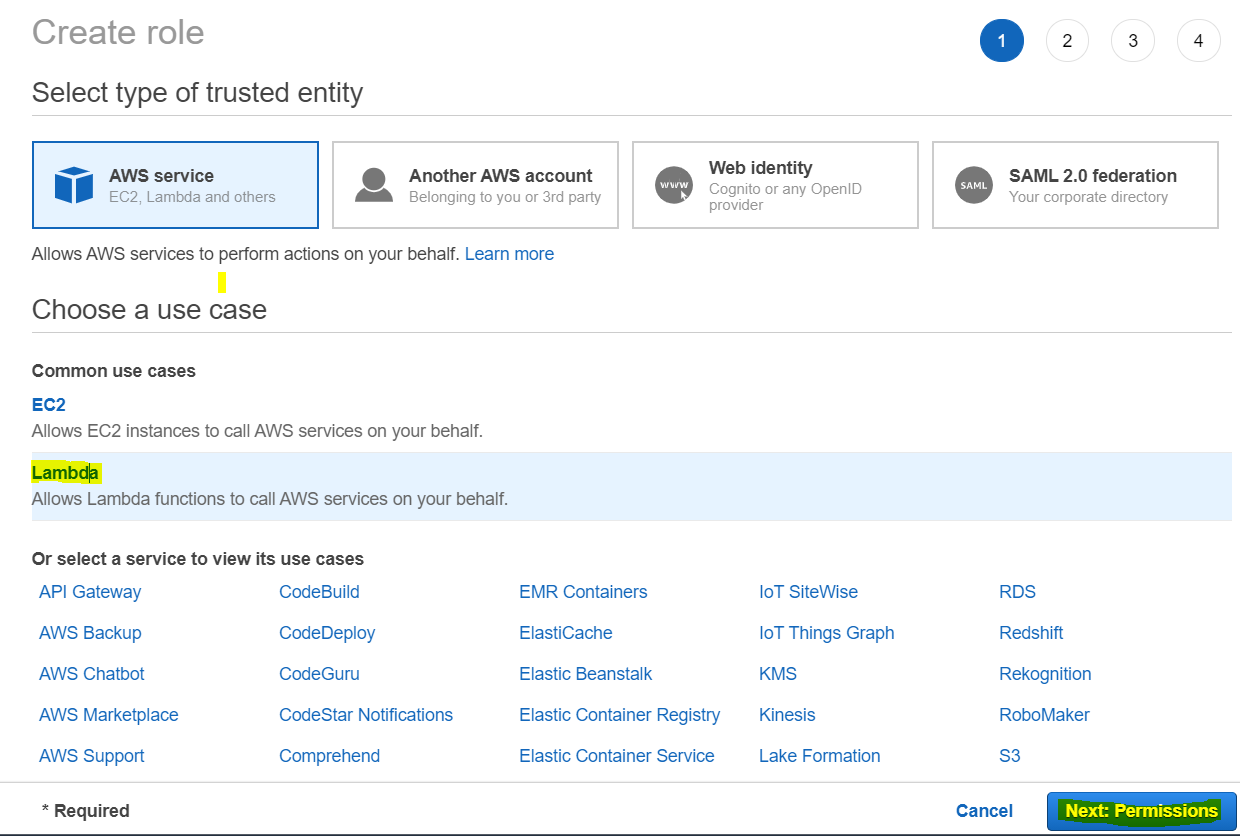 Create role
1 2 3 4
Select type of trusted entity
AWS service
EC2, Lambda and others
Another AWS account
Belonging to you or 3rd party
WWW
Web identity
Cognito or any OpenID
provider
SAML
SAML 2.0 federation
Your corporate directory
Allows AWS services to perform actions on your behalf. Learn more
Choose a use case
Common use cases
EC2
Allows EC2 instances to call AWS services on your behalf.
Lambda
Allows Lambda functions to call AWS services on your behalf.
Or select a service to view its use cases
API Gateway CodeBuild EMR Containers IoT SiteWise RDS
AWS Backup CodeDeploy ElastiCache IoT Things Graph Redshift
AWS Chatbot CodeGuru Elastic Beanstalk KMS Rekognition
AWS Marketplace CodeStar Notifications Elastic Container Registry Kinesis RoboMaker
AWS Support Comprehend Elastic Container Service Lake Formation S3
* Required Cancel Next: Permissions